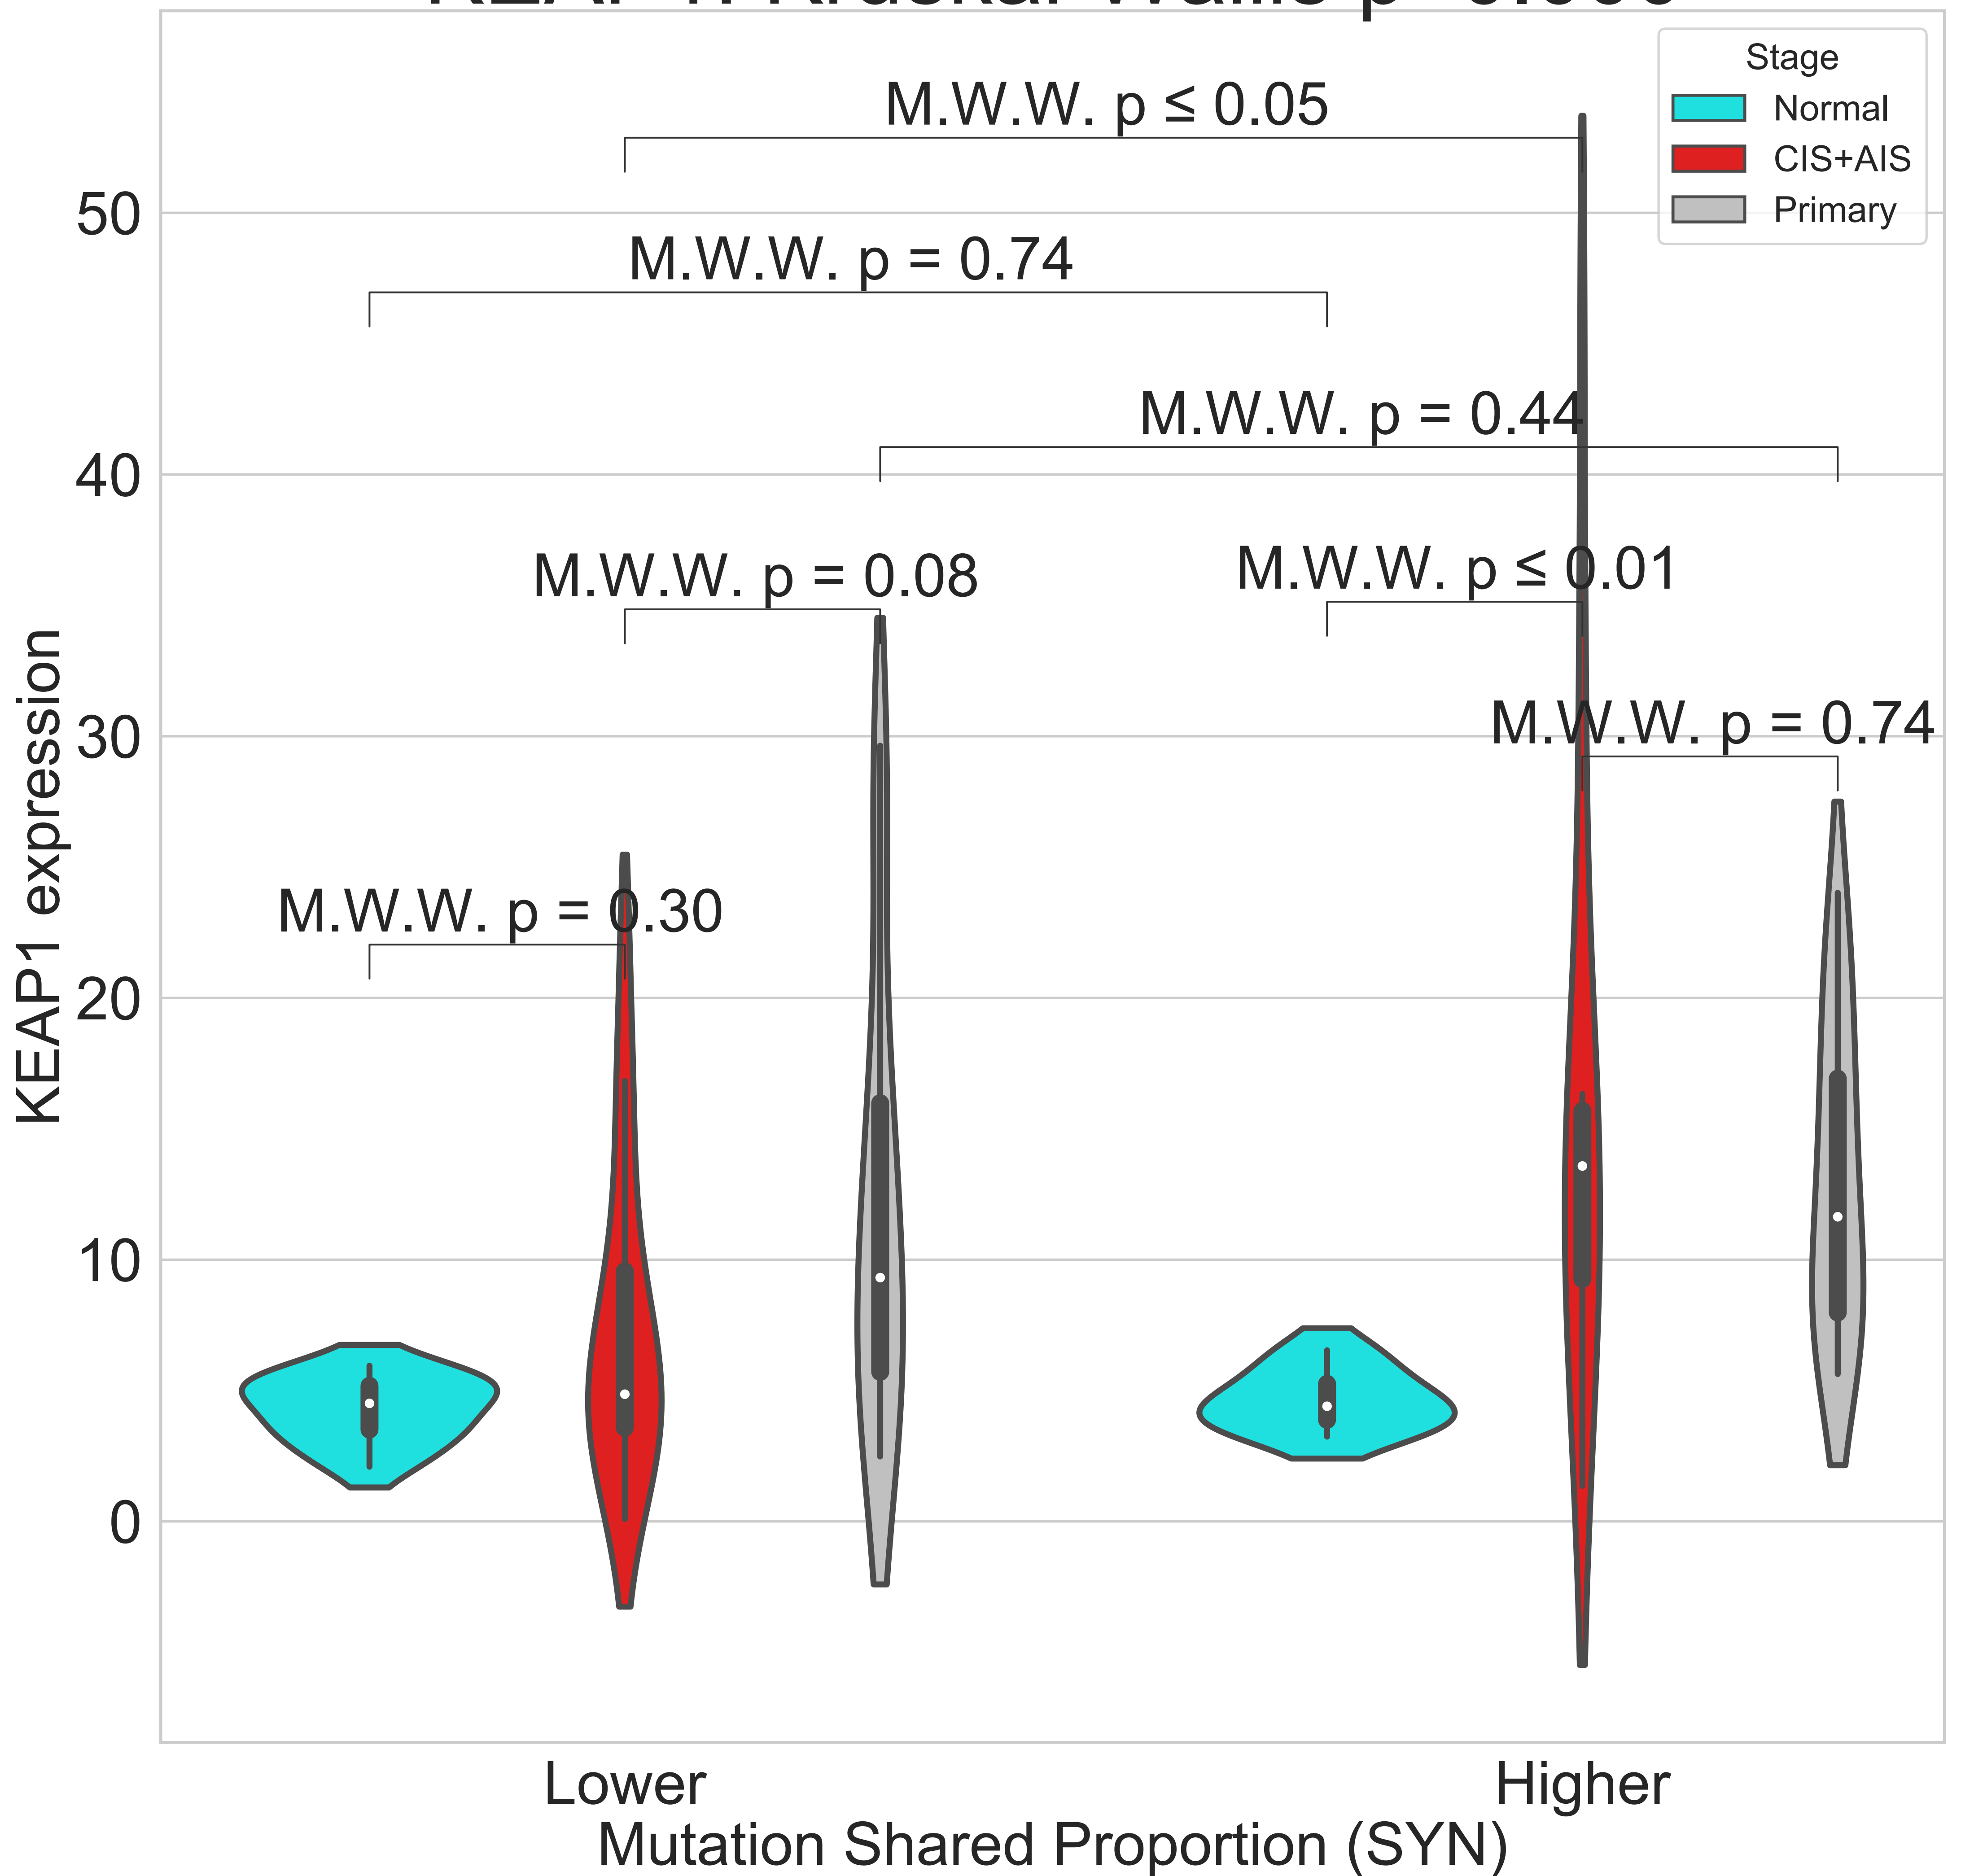 Stage
Normal
CIS+AIS
Primary
M.W.W. p ≤ 0.05
M.W.W. p = 0.74
M.W.W. p = 0.44
M.W.W. p = 0.08
M.W.W. p ≤ 0.01
M.W.W. p = 0.74
M.W.W. p = 0.30
KEAP1 expression
50
40
30
20
10
0
Lower
Higher
Mutation Shared Proportion (SYN)